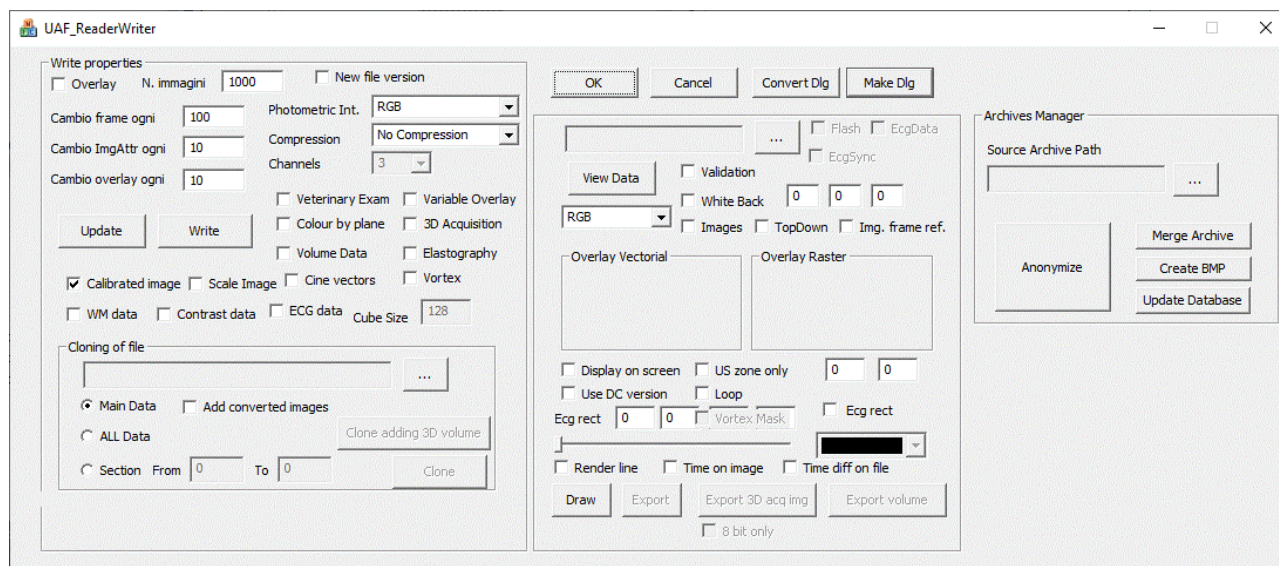 UAF_ReaderWriter
Write properties
Overlay N. immagini 1000 New file version
Cambio frame ogni 100 Photometric Int. RGB
Compression No Compression
Cambio ImgAttr ogni 10
Channels 3
Cambio overlay ogni 10
Veterinary Exam Variable Overlay
Update Write Colour by plane 3D Acquisition
Volume Data Elastography
Calibrated image Scale Image Cine vectors Vortex
WM data Contrast data ECG data Cube Size 128
Cloning of file
...
Main Data Add converted images
ALL Data Clone adding 3D volume
Section From 0 To 0 Clone
OK Cancel Convert Dlg Make Dlg
... Flash EcgData
EcgSync
View Data Validation
White Back 0 0 0
RGB Images TopDown Img. frame ref.
Overlay Vectorial Overlay Raster
Display on screen US zone only 0 0
Use DC version Loop
Ecg rect 0 0 Vortex Mask Ecg rect
Render line Time on image Time diff on file
Draw Export Export 3D acq img Export volume
8 bit only
Archives Manager
Source Archive Path
...
Anonymize Merge Archive
Create BMP
Update Database